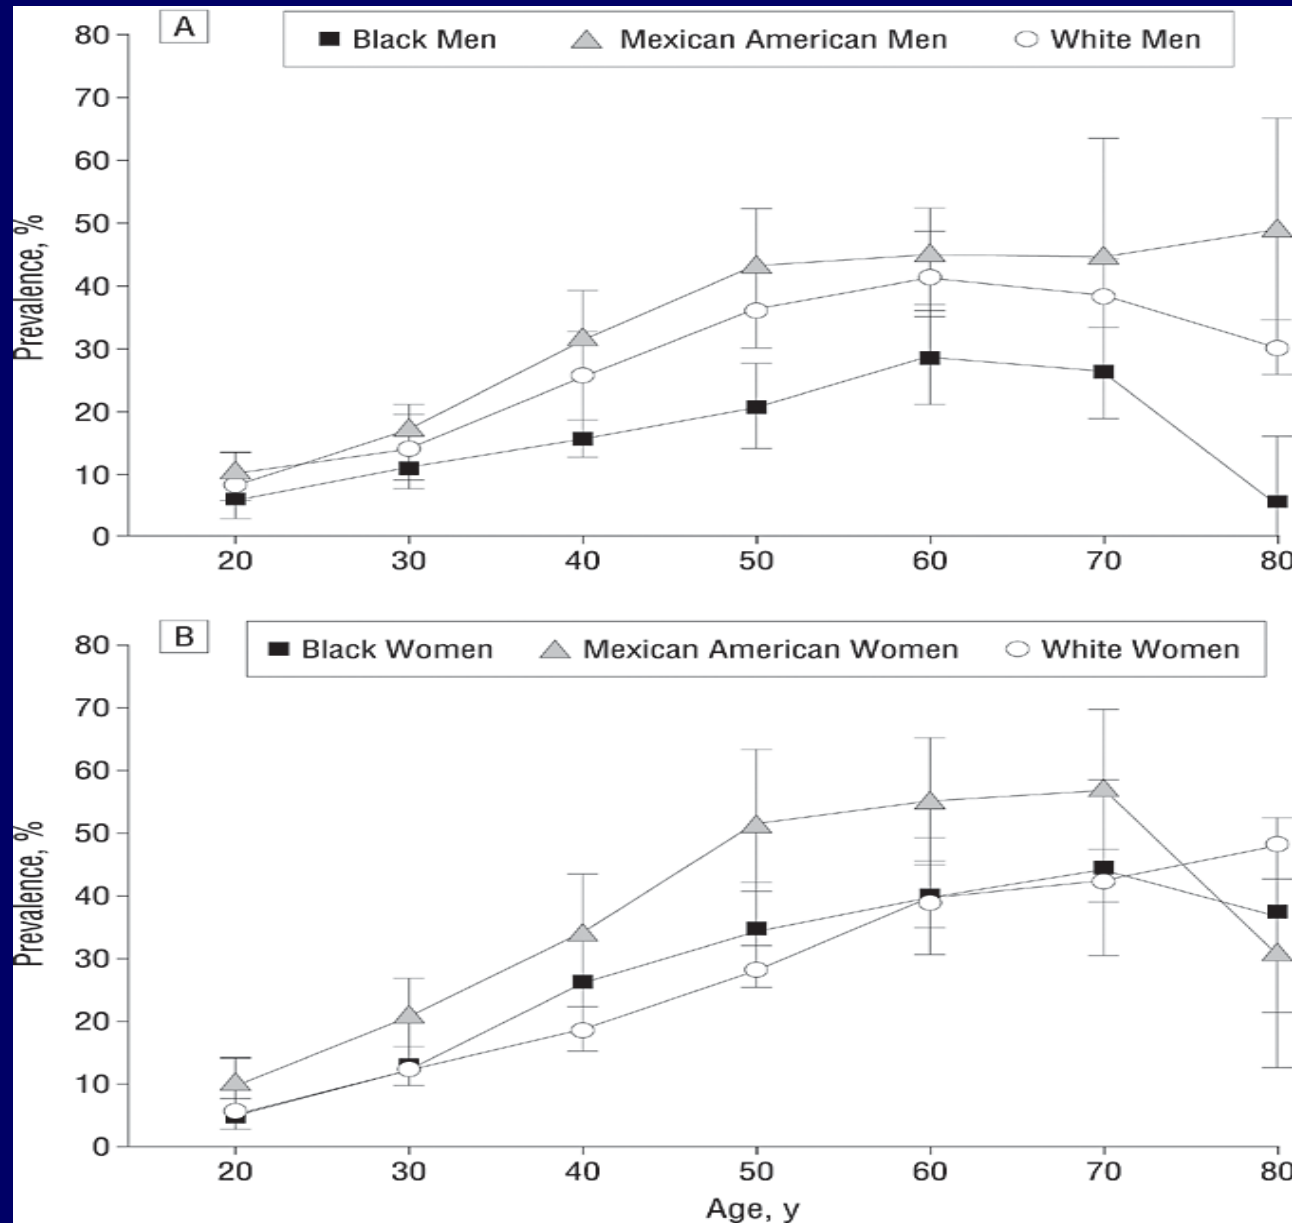 A
Black Men Mexican American Men White Men
80
70
60
50
40
30
20
10
0
Prevalence, %
20 30 40 50 60 70 80
B
Black Women Mexican American Women White Women
80
70
60
50
40
30
20
10
0
Prevalence, %
20 30 40 50 60 70 80
Age, y